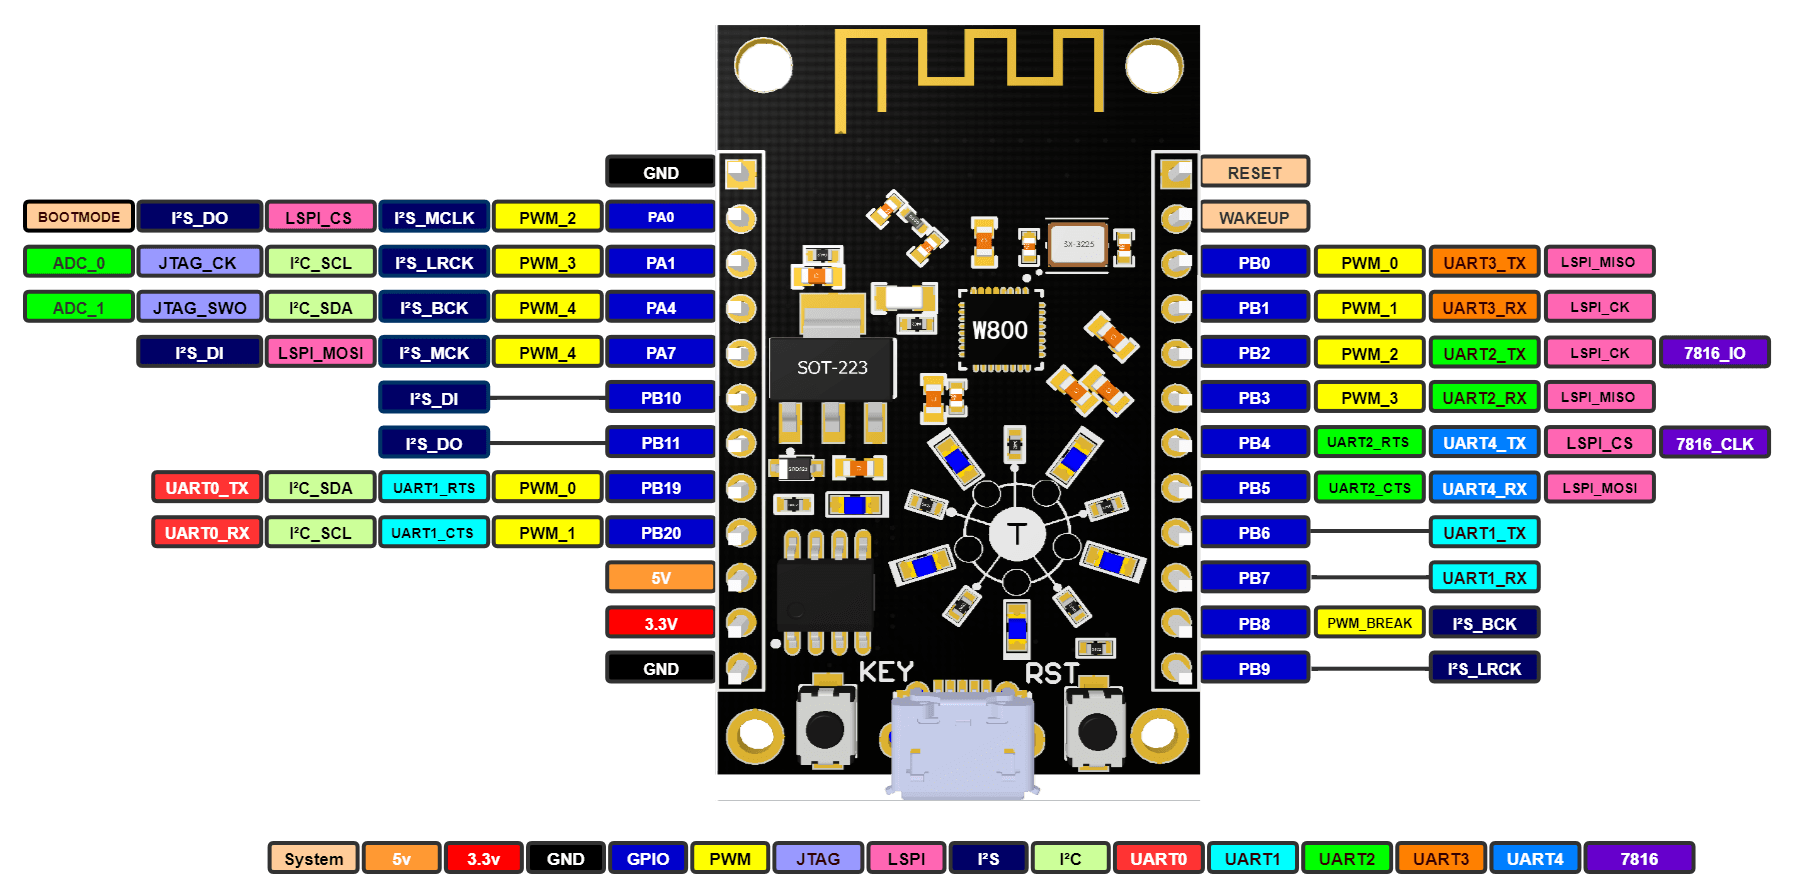 GND RESET
BOOTMODE I²S_DO LSPI_CS I²S_MCLK PWM_2 PA0 WAKEUP
ADC_0 JTAG_CK I²C_SCL I²S_LRCK PWM_3 PA1 PB0 PWM_0 UART3_TX LSPI_MISO
SX-3225
ADC_1 JTAG_SWO I²C_SDA I²S_BCK PWM_4 PA4 PB1 PWM_1 UART3_RX LSPI_CK
W800
I²S_DI LSPI_MOSI I²S_MCK PWM_4 PA7 PB2 PWM_2 UART2_TX LSPI_CK 7816_IO
SOT-223
I²S_DI PB10 PB3 PWM_3 UART2_RX LSPI_MISO
I²S_DO PB11 PB4 UART2_RTS UART4_TX LSPI_CS 7816_CLK
UART0_TX I²C_SDA UART1_RTS PWM_0 PB19 PB5 UART2_CTS UART4_RX LSPI_MOSI
UART0_RX I²C_SCL UART1_CTS PWM_1 PB20 T PB6 UART1_TX
5V PB7 UART1_RX
3.3V PB8 PWM_BREAK I²S_BCK
GND KEY RST PB9 I²S_LRCK
System 5v 3.3v GND GPIO PWM JTAG LSPI I²S I²C UART0 UART1 UART2 UART3 UART4 7816